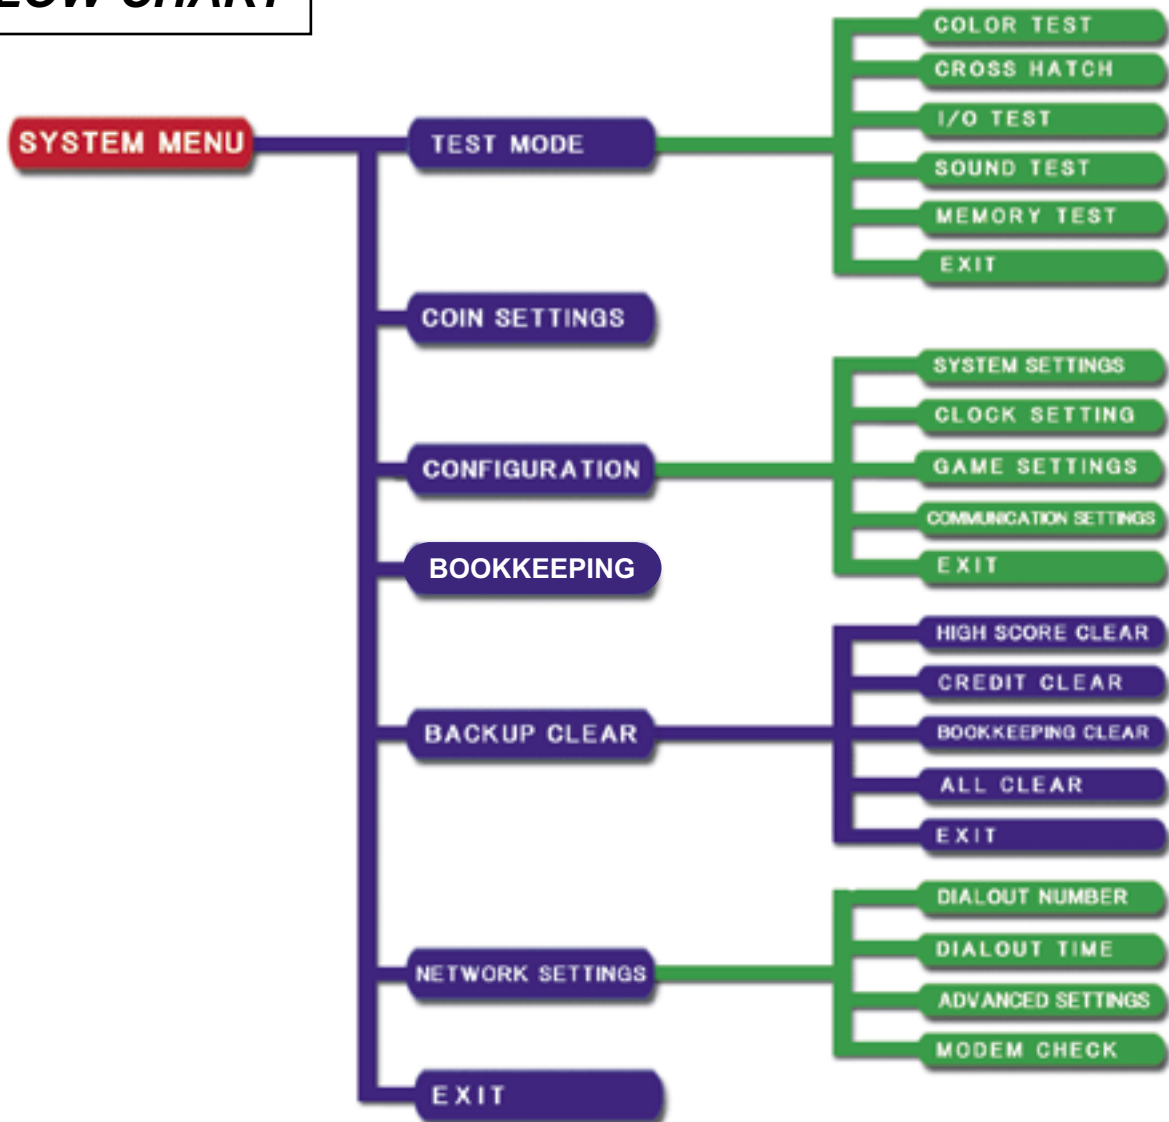 LOW CHART
SYSTEM MENU
TEST MODE
COLOR TEST
CROSS HATCH
I/O TEST
SOUND TEST
MEMORY TEST
EXIT
COIN SETTINGS
CONFIGURATION
SYSTEM SETTINGS
CLOCK SETTING
GAME SETTINGS
COMMUNICATION SETTINGS
EXIT
BOOKKEEPING
BACKUP CLEAR
HIGH SCORE CLEAR
CREDIT CLEAR
BOOKKEEPING CLEAR
ALL CLEAR
EXIT
NETWORK SETTINGS
DIALOUT NUMBER
DIALOUT TIME
ADVANCED SETTINGS
MODEM CHECK
EXIT